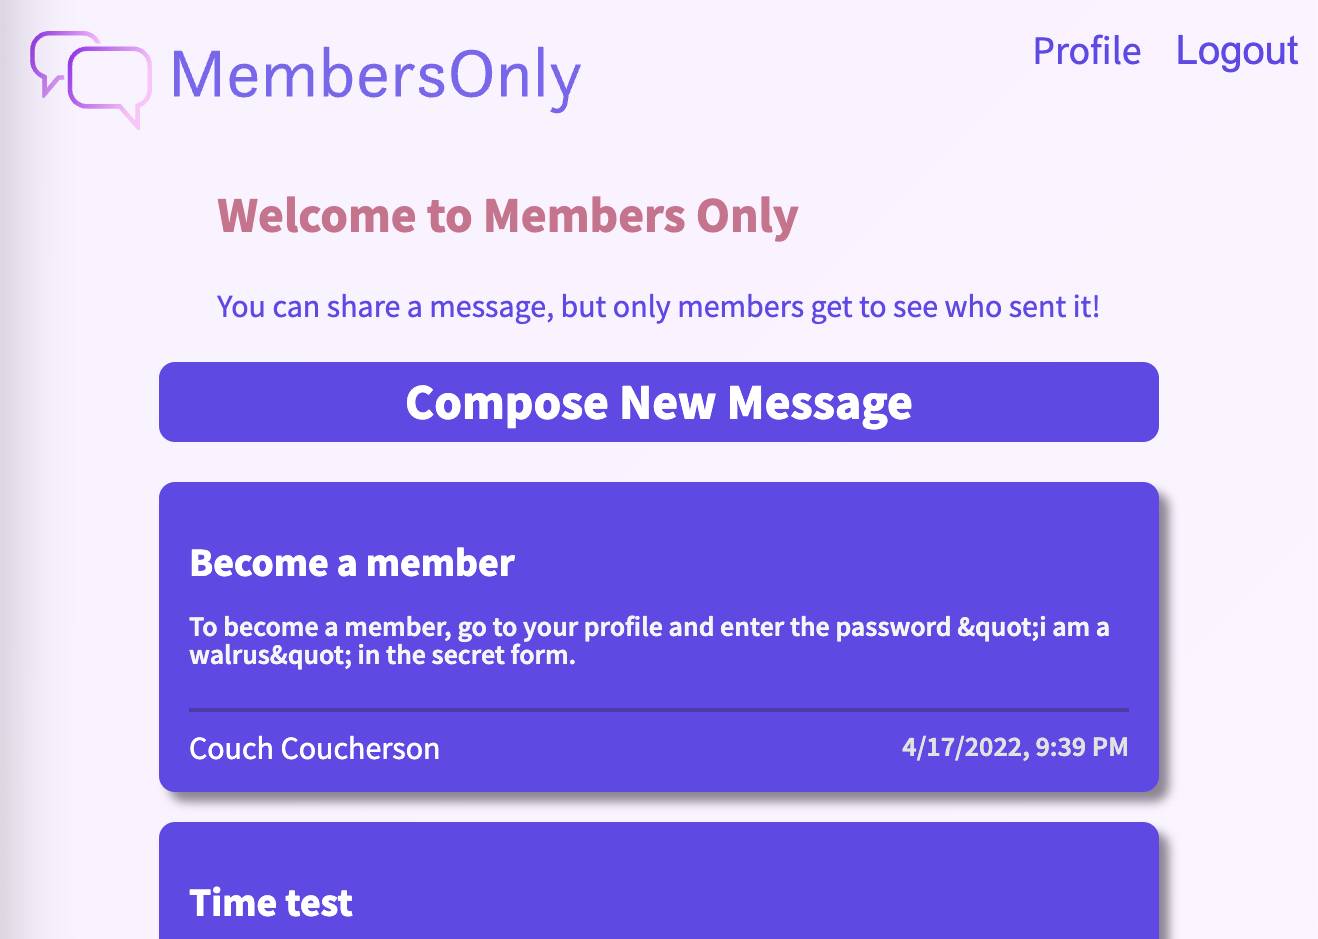 MembersOnly
Profile Logout
Welcome to Members Only
You can share a message, but only members get to see who sent it!
Compose New Message
Become a member
To become a member, go to your profile and enter the password &quot;i am a
walrus&quot; in the secret form.
Couch Coucherson 4/17/2022, 9:39 PM
Time test